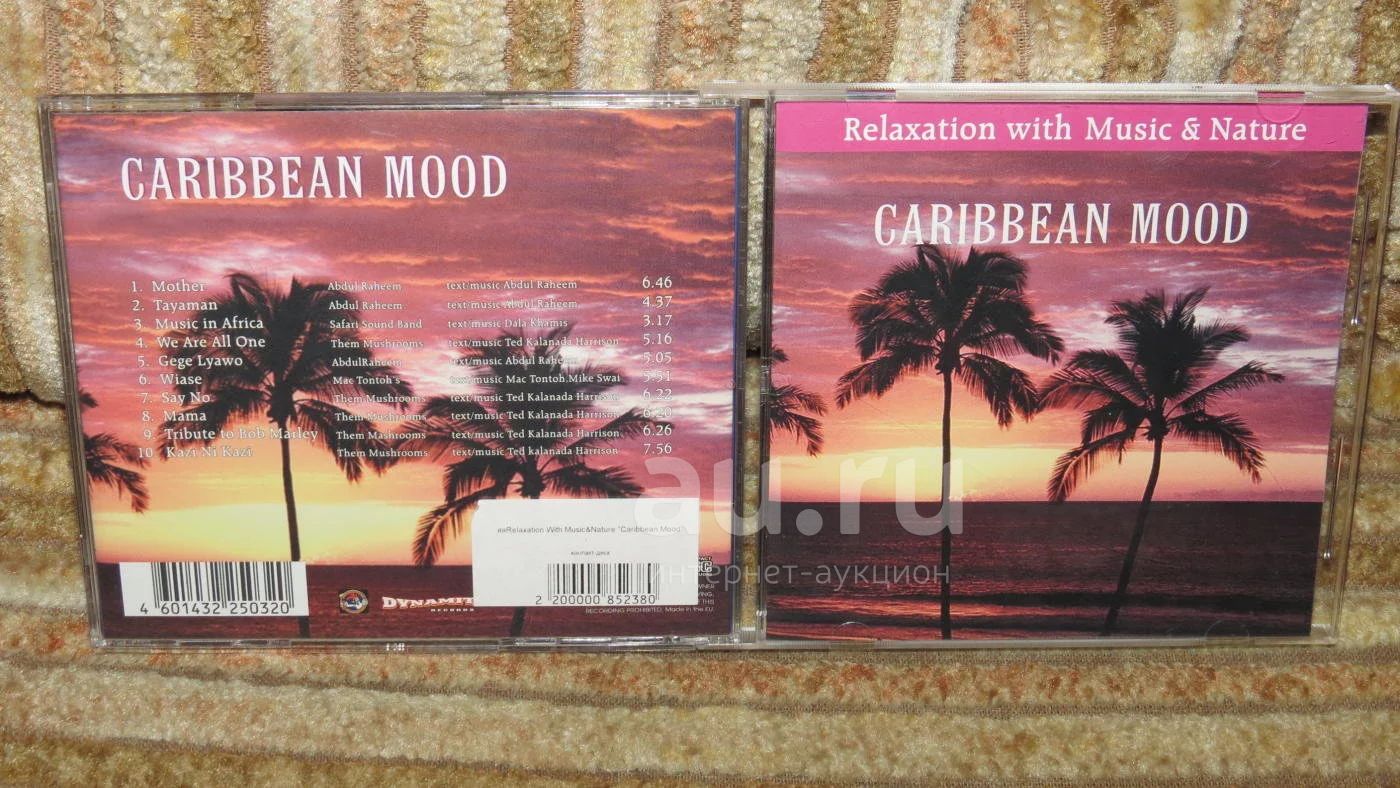 CARIBBEAN MOOD
1. Mother Abdul Raheem text/music Abdul Raheem 6.46
2. Tayaman Abdul Raheem text/music Abdul Raheem 4.37
3. Music in Africa Safari Sound Band text/music Dala Khamis 3.17
4. We Are All One Them Mushrooms text/music Ted Kalanada Harrison 5.16
5. Gege Lyawo AbdulRaheem text/music Abdul Raheem 5.05
6. Wiase Mac Tontoh's text/music Mac Tontoh.Mike Swai 5.51
7. Say No Them Mushrooms text/music Ted Kalanada Harrison 6.22
8. Mama Them Mushrooms text/music Ted Kalanada Harrison 6.20
9. Tribute to Bob Marley Them Mashrooms text/music Ted Kalanada Harrison 6.26
10 Kazi Ni Kazi Them Mushrooms text/music Ted kalanada Harrison 7.56
Relaxation With Music&Nature "Caribbean Mood"
компакт-диск
4 601432 250320
DYNAMIT
RECORDS
2 200000 852380
RECORDING PROHIBITED, Made in the EU.
Relaxation with Music & Nature
CARIBBEAN MOOD
au.ru
интернет-аукцион